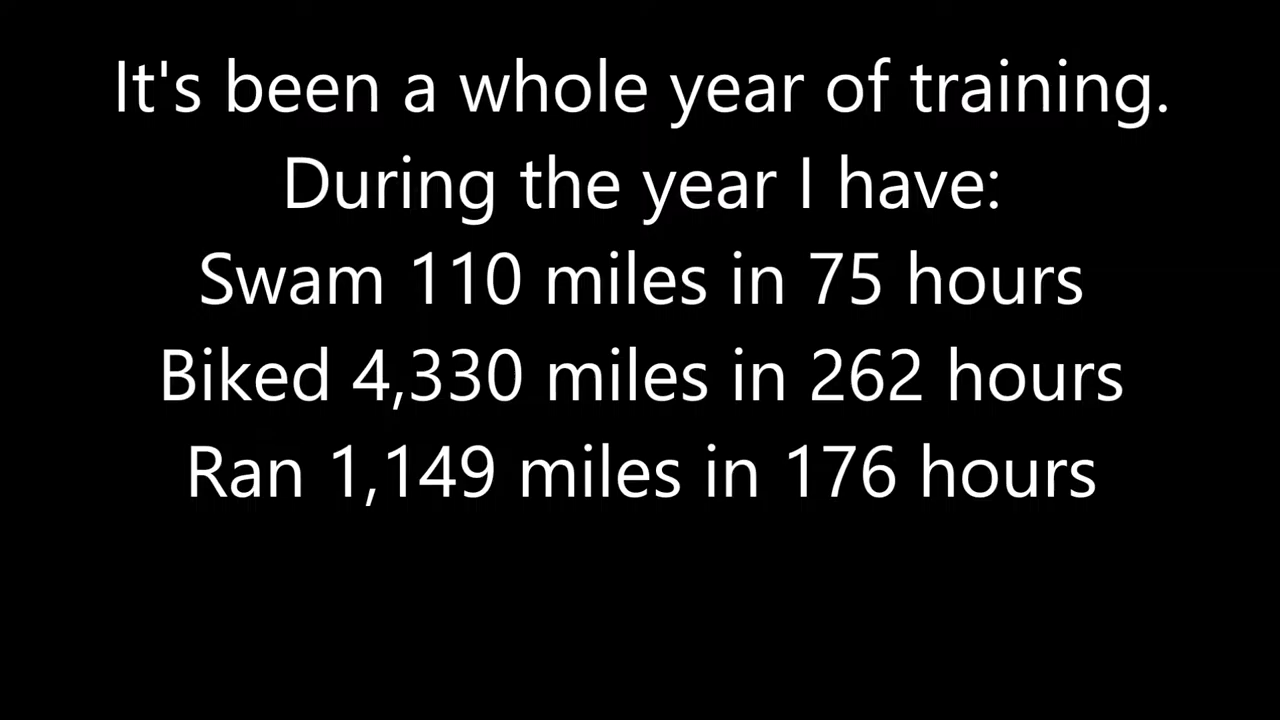 It's been a whole year of training.
During the year I have:
Swam 110 miles in 75 hours
Biked 4,330 miles in 262 hours
Ran 1,149 miles in 176 hours